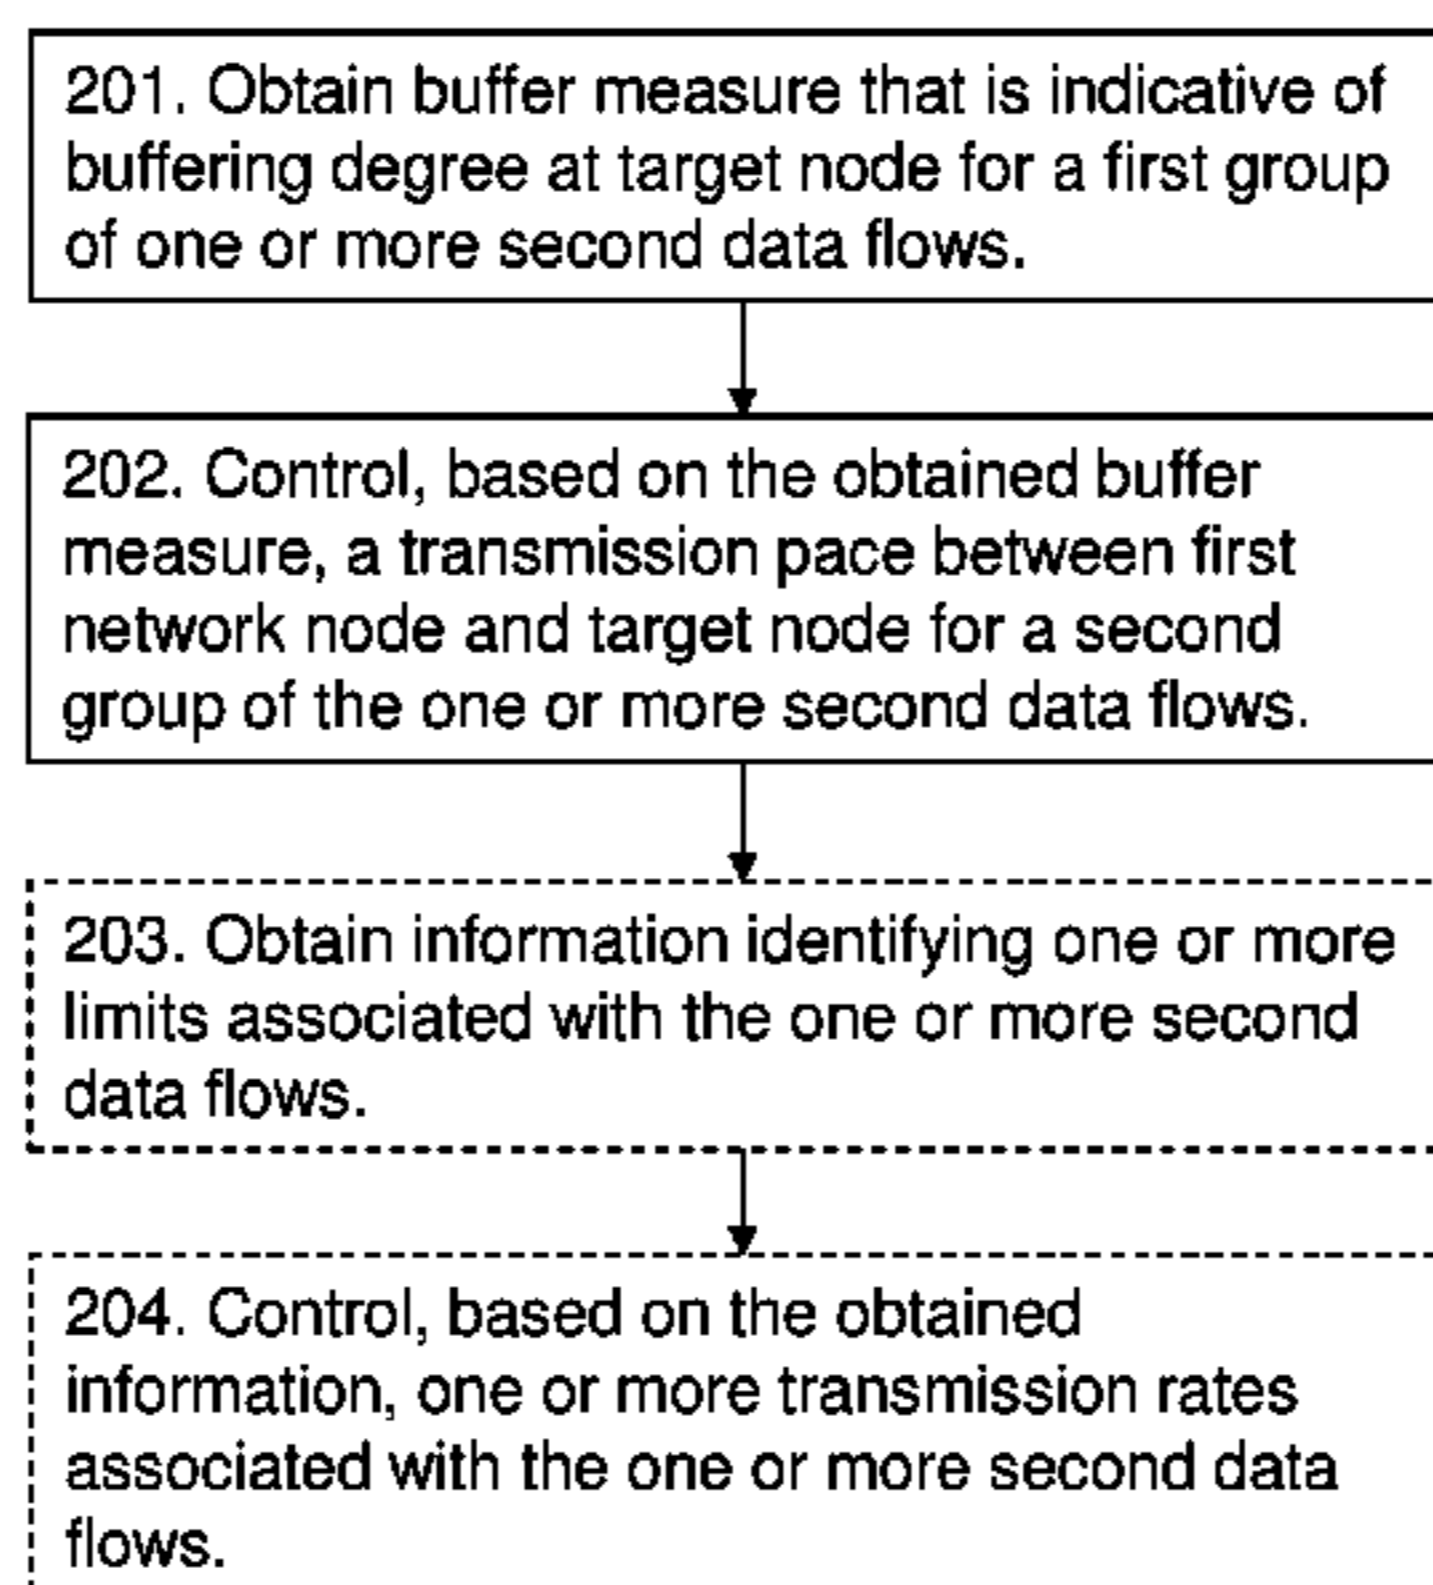 201. Obtain buffer measure that is indicative of
buffering degree at target node for a first group
of one or more second data flows.
202. Control, based on the obtained buffer
measure, a transmission pace between first
network node and target node for a second
group of the one or more second data flows.
203. Obtain information identifying one or more
limits associated with the one or more second
data flows.
204. Control, based on the obtained
information, one or more transmission rates
associated with the one or more second data
flows.